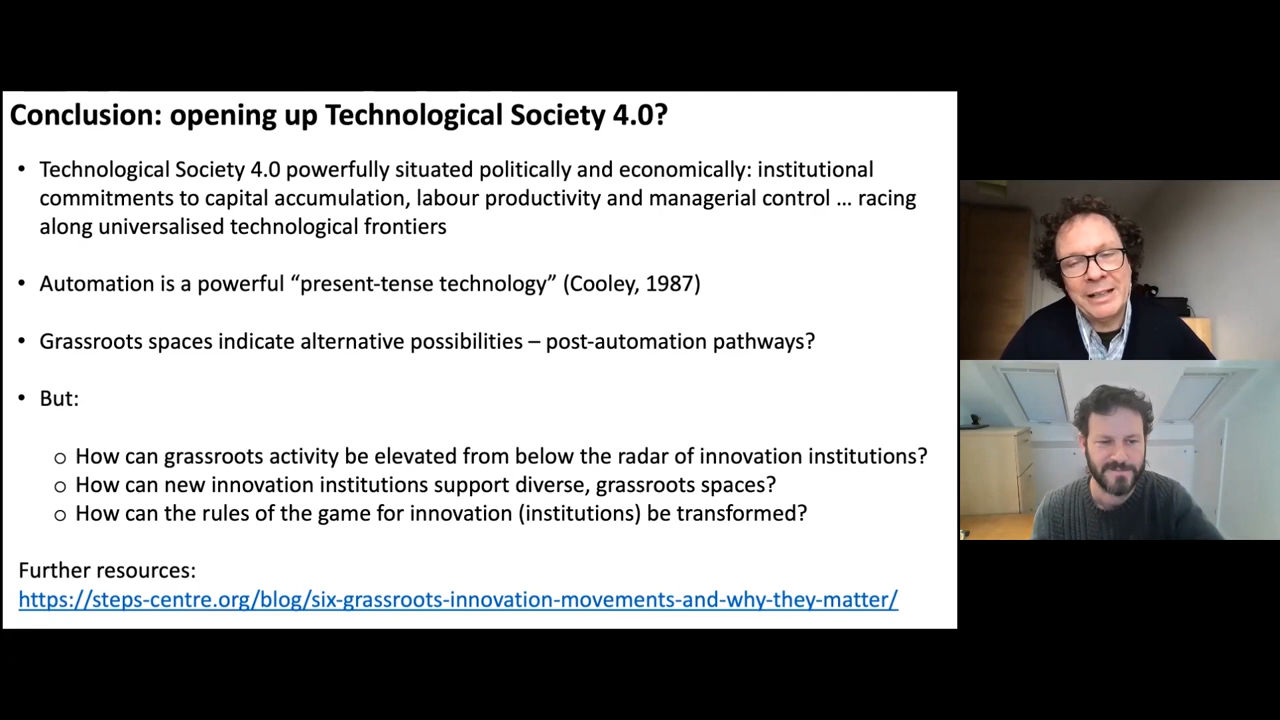 Conclusion: opening up Technological Society 4.0?
• Technological Society 4.0 powerfully situated politically and economically: institutional
commitments to capital accumulation, labour productivity and managerial control … racing
along universalised technological frontiers
• Automation is a powerful “present-tense technology” (Cooley, 1987)
• Grassroots spaces indicate alternative possibilities – post-automation pathways?
• But:
o How can grassroots activity be elevated from below the radar of innovation institutions?
o How can new innovation institutions support diverse, grassroots spaces?
o How can the rules of the game for innovation (institutions) be transformed?
Further resources:
https://steps-centre.org/blog/six-grassroots-innovation-movements-and-why-they-matter/